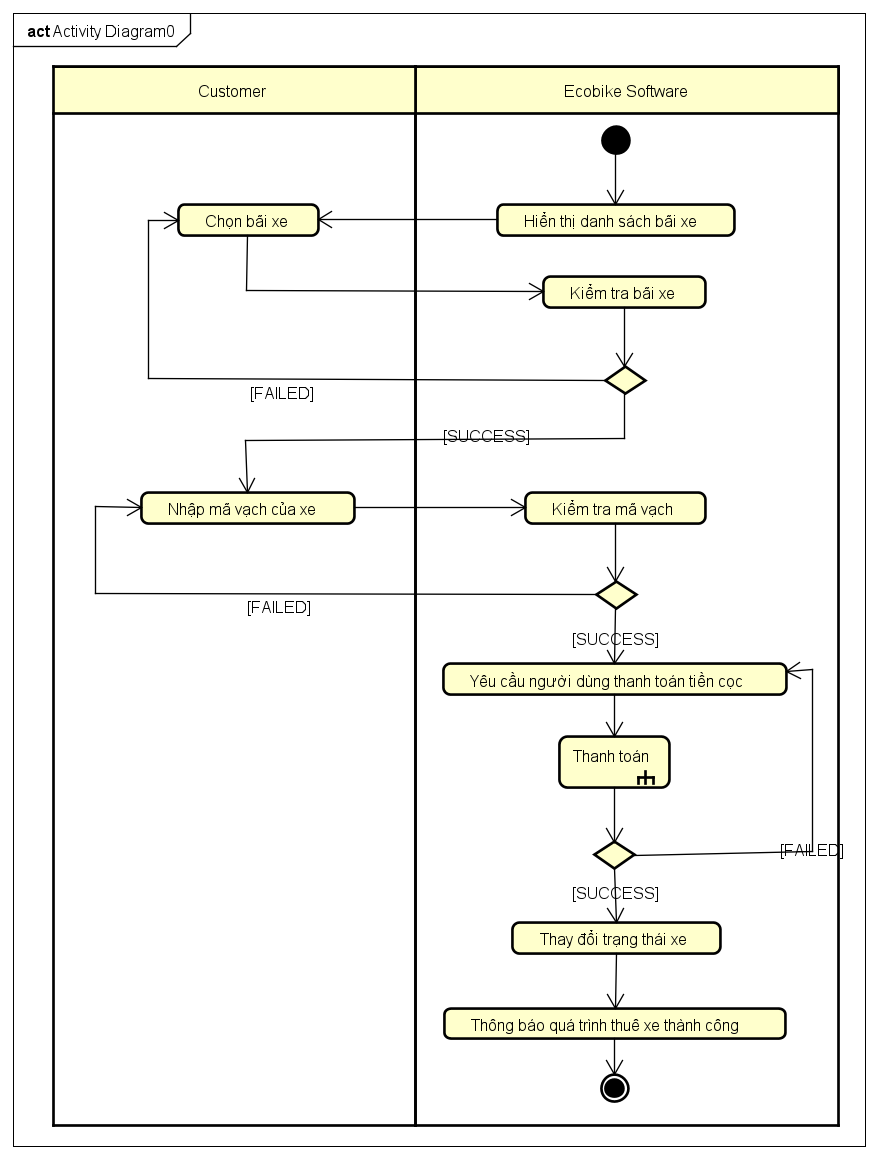 act Activity Diagram0
Customer
Ecobike Software
Chọn bãi xe
Hiển thị danh sách bãi xe
Kiểm tra bãi xe
[FAILED]
[SUCCESS]
Nhập mã vạch của xe
Kiểm tra mã vạch
[FAILED]
[SUCCESS]
Yêu cầu người dùng thanh toán tiền cọc
Thanh toán
[FAILED]
[SUCCESS]
Thay đổi trạng thái xe
Thông báo quá trình thuê xe thành công